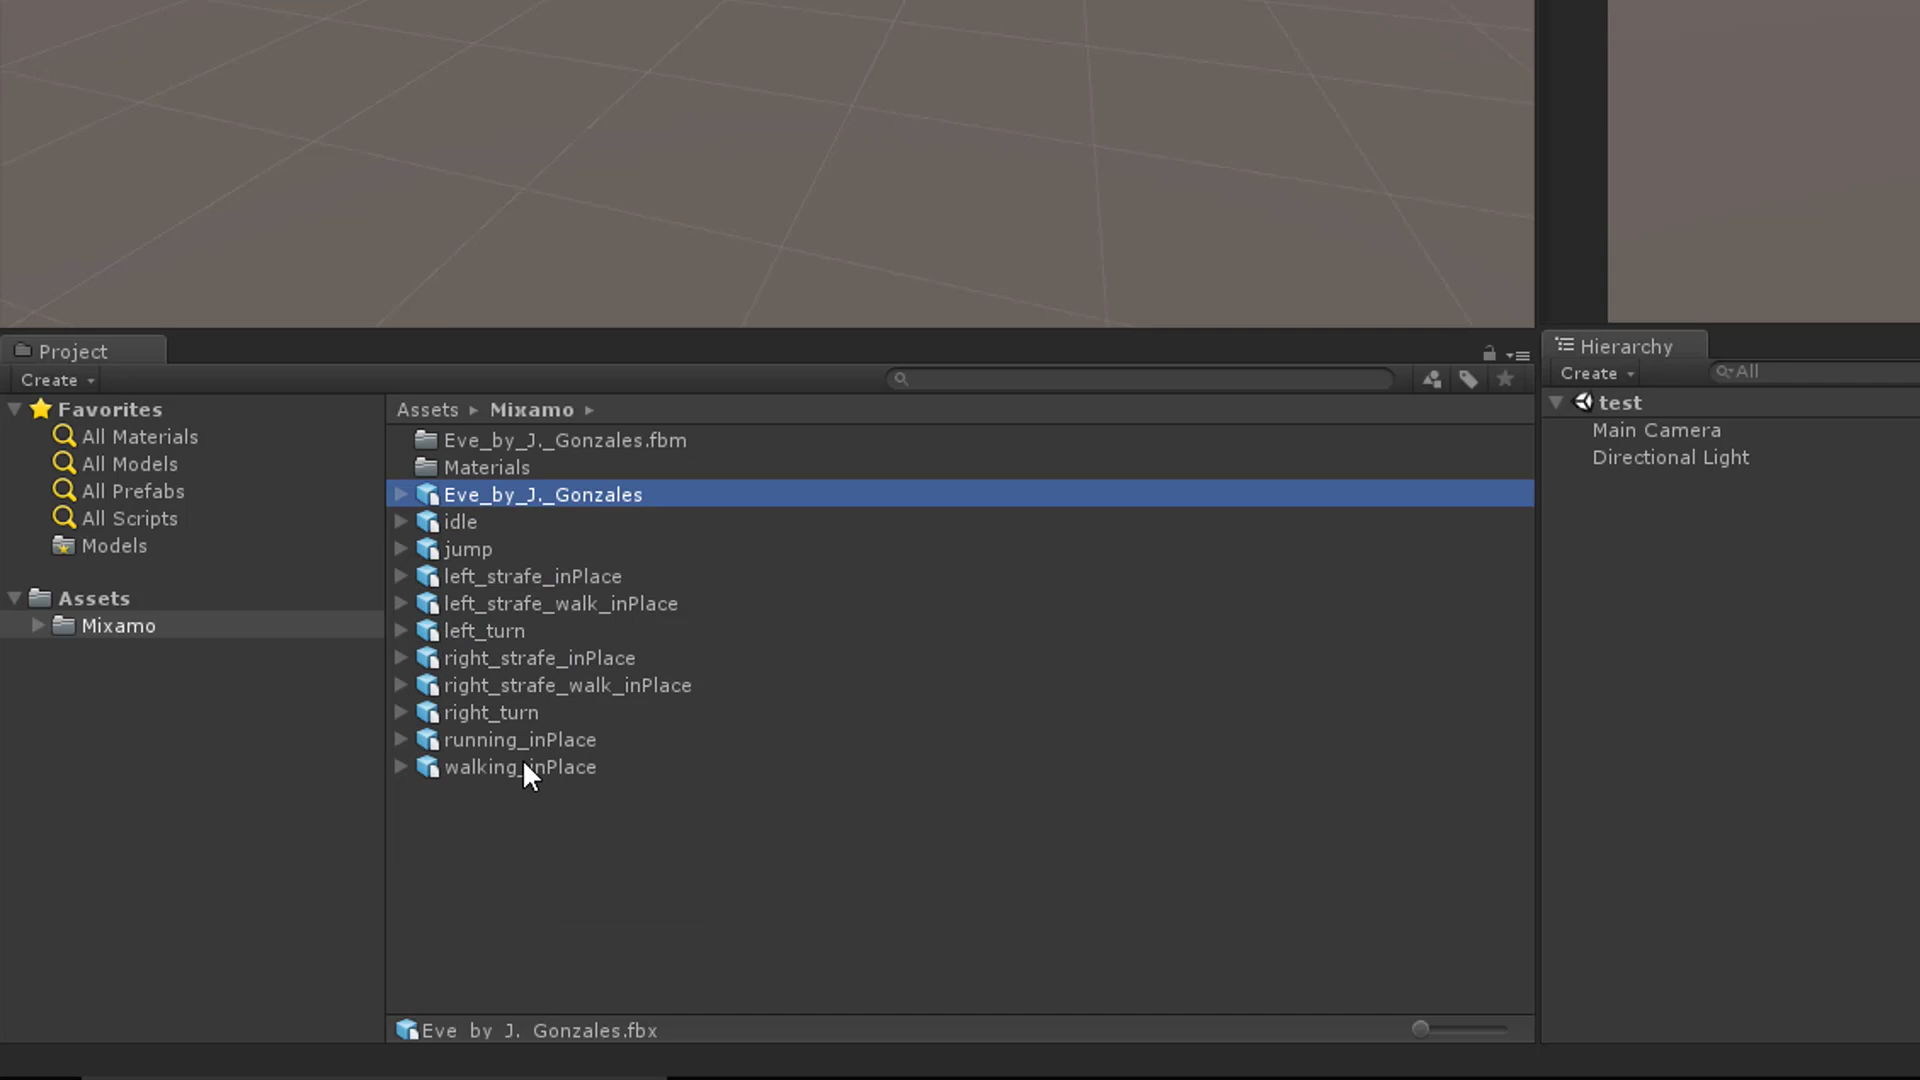 Project
Create
Favorites
All Materials
All Models
All Prefabs
All Scripts
Models
Assets
Mixamo
Assets ▸ Mixamo ▸
Eve_by_J._Gonzales.fbm
Materials
Eve_by_J._Gonzales
idle
jump
left_strafe_inPlace
left_strafe_walk_inPlace
left_turn
right_strafe_inPlace
right_strafe_walk_inPlace
right_turn
running_inPlace
walking_inPlace
Eve_by_J._Gonzales.fbx
Hierarchy
Create
All
test
Main Camera
Directional Light